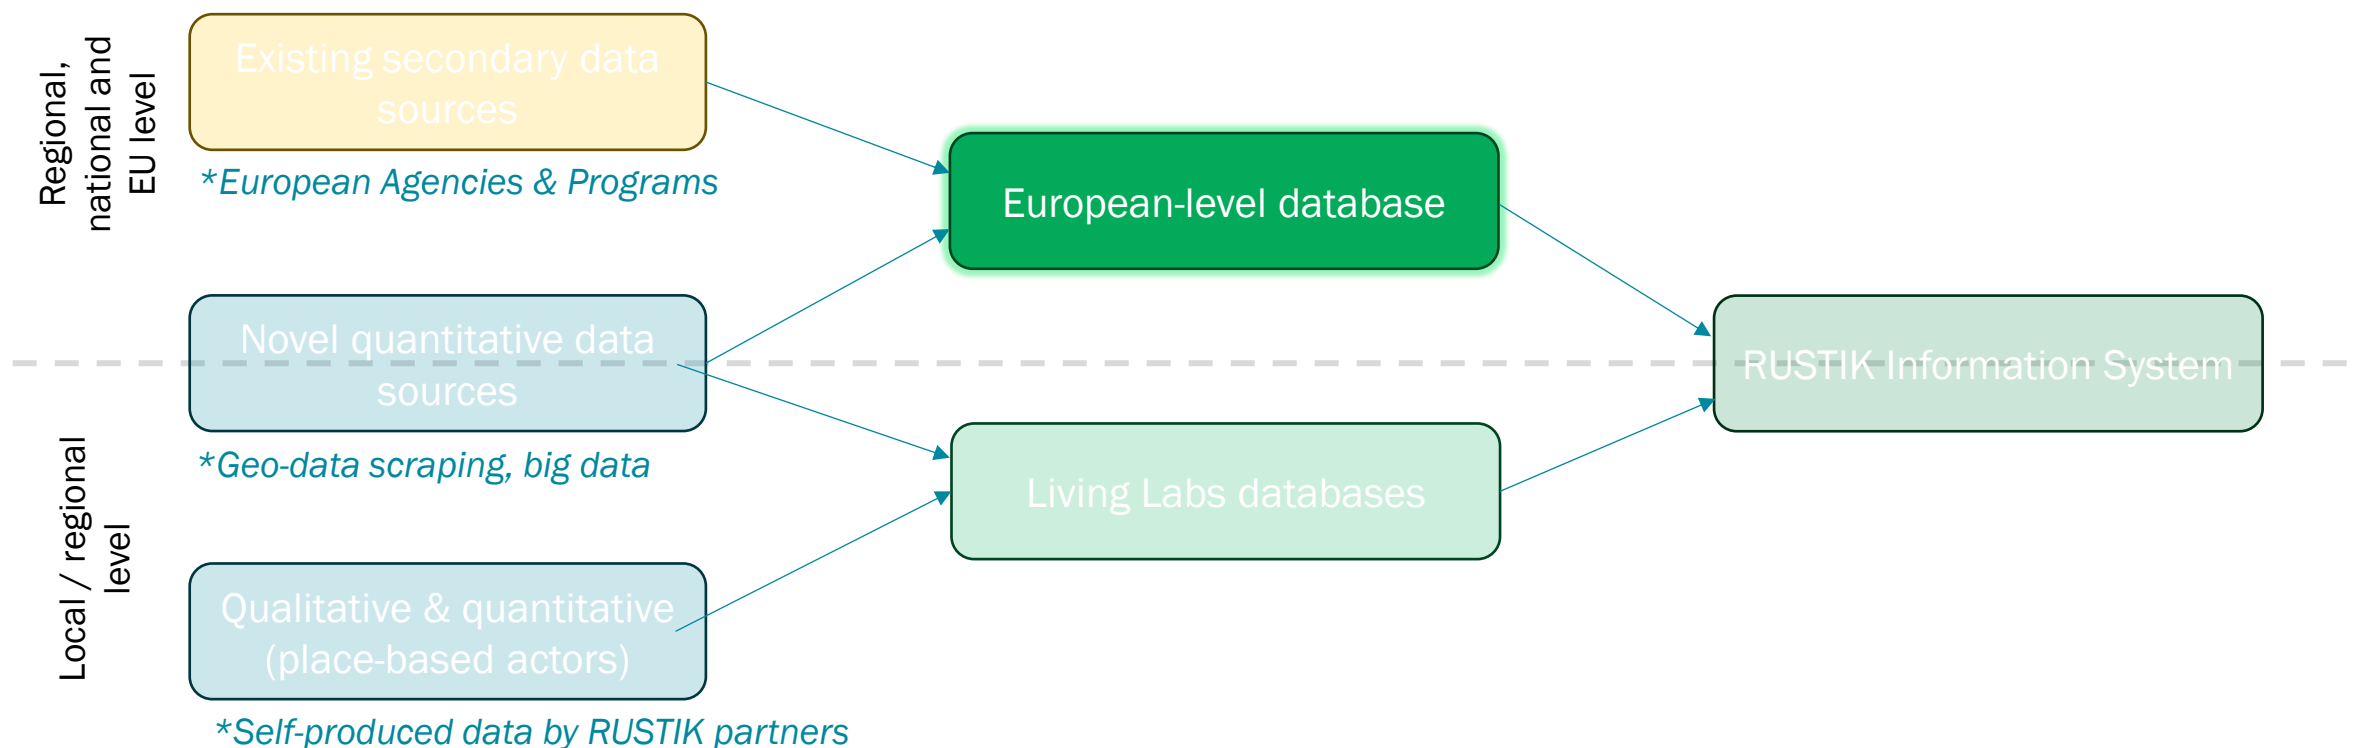 Regional,
national and
EU level
Existing secondary data
sources
*European Agencies & Programs
European-level database
Novel quantitative data
sources
*Geo-data scraping, big data
RUSTIK Information System
Local / regional
level
Living Labs databases
Qualitative & quantitative
(place-based actors)
*Self-produced data by RUSTIK partners